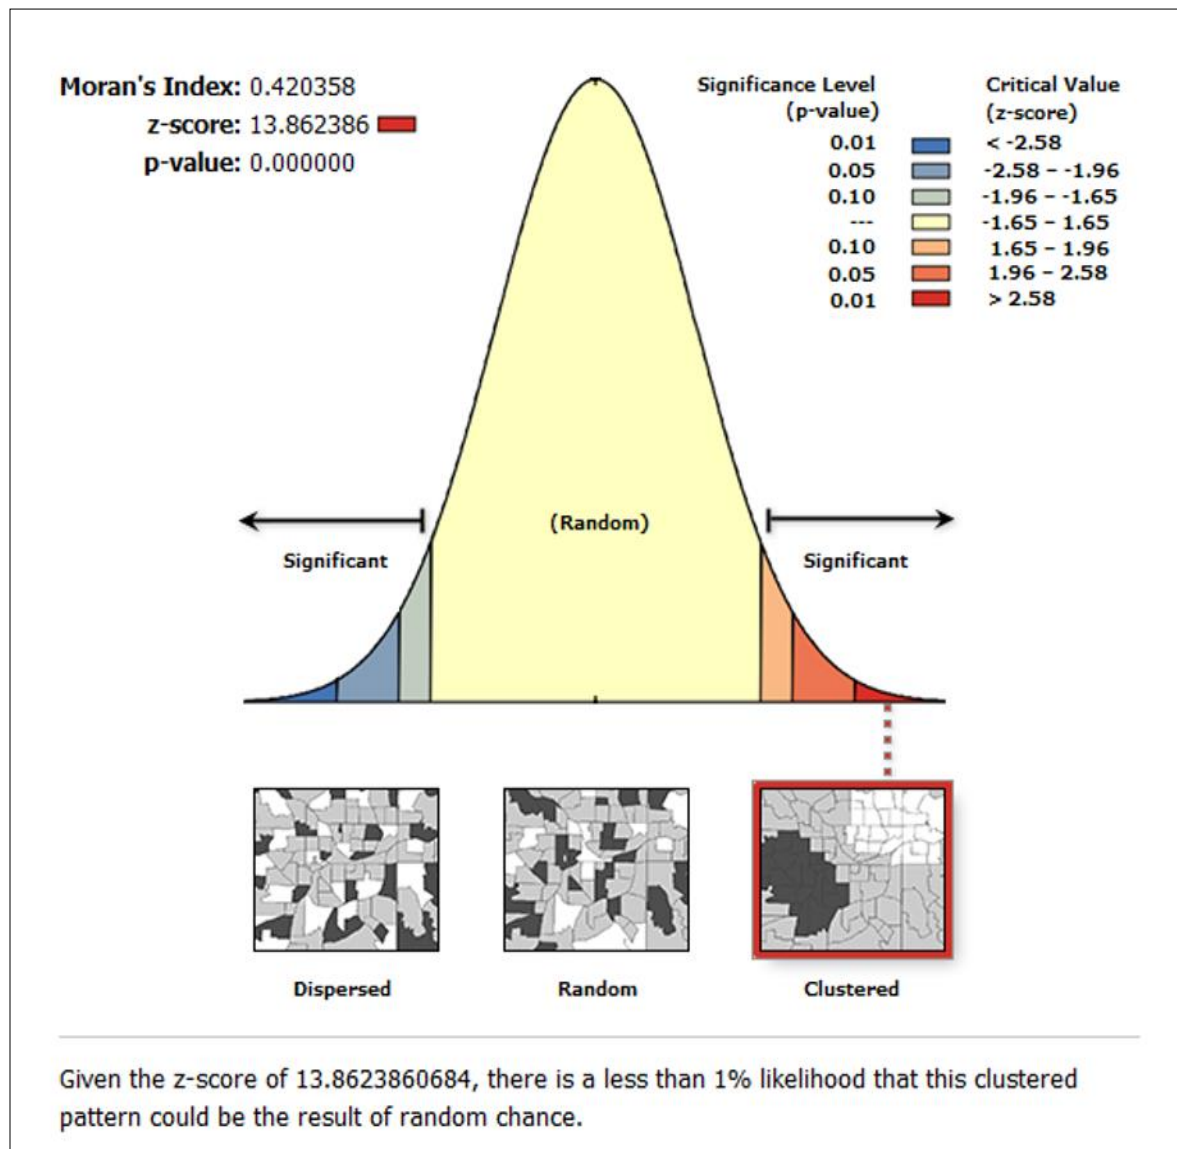 Moran's Index: 0.420358
z-score: 13.862386
p-value: 0.000000
Significance Level
(p-value)
Critical Value
(z-score)
0.01 < -2.58
0.05 -2.58 – -1.96
0.10 -1.96 – -1.65
--- -1.65 – 1.65
0.10 1.65 – 1.96
0.05 1.96 – 2.58
0.01 > 2.58
(Random)
Significant
Significant
Dispersed
Random
Clustered
Given the z-score of 13.8623860684, there is a less than 1% likelihood that this clustered
pattern could be the result of random chance.